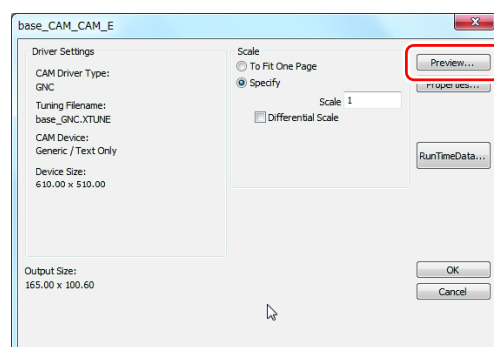 base_CAM_CAM_E
Driver Settings
CAM Driver Type:
GNC
Tuning Filename:
base_GNC.XTUNE
CAM Device:
Generic / Text Only
Device Size:
610.00 x 510.00
Scale
To Fit One Page
Specify
Scale 1
Differential Scale
Preview...
Properties...
RunTimeData...
Output Size:
165.00 x 100.60
OK
Cancel